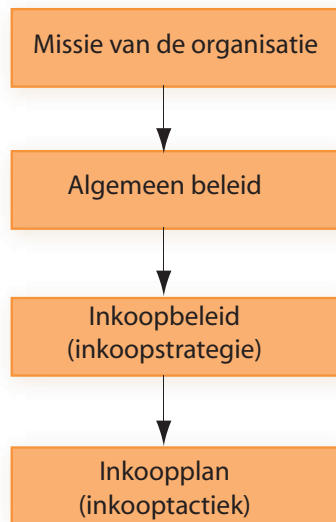 Missie van de organisatie
Algemeen beleid
Inkoopbeleid
(inkoopstrategie)
Inkoopplan
(inkooptactiek)